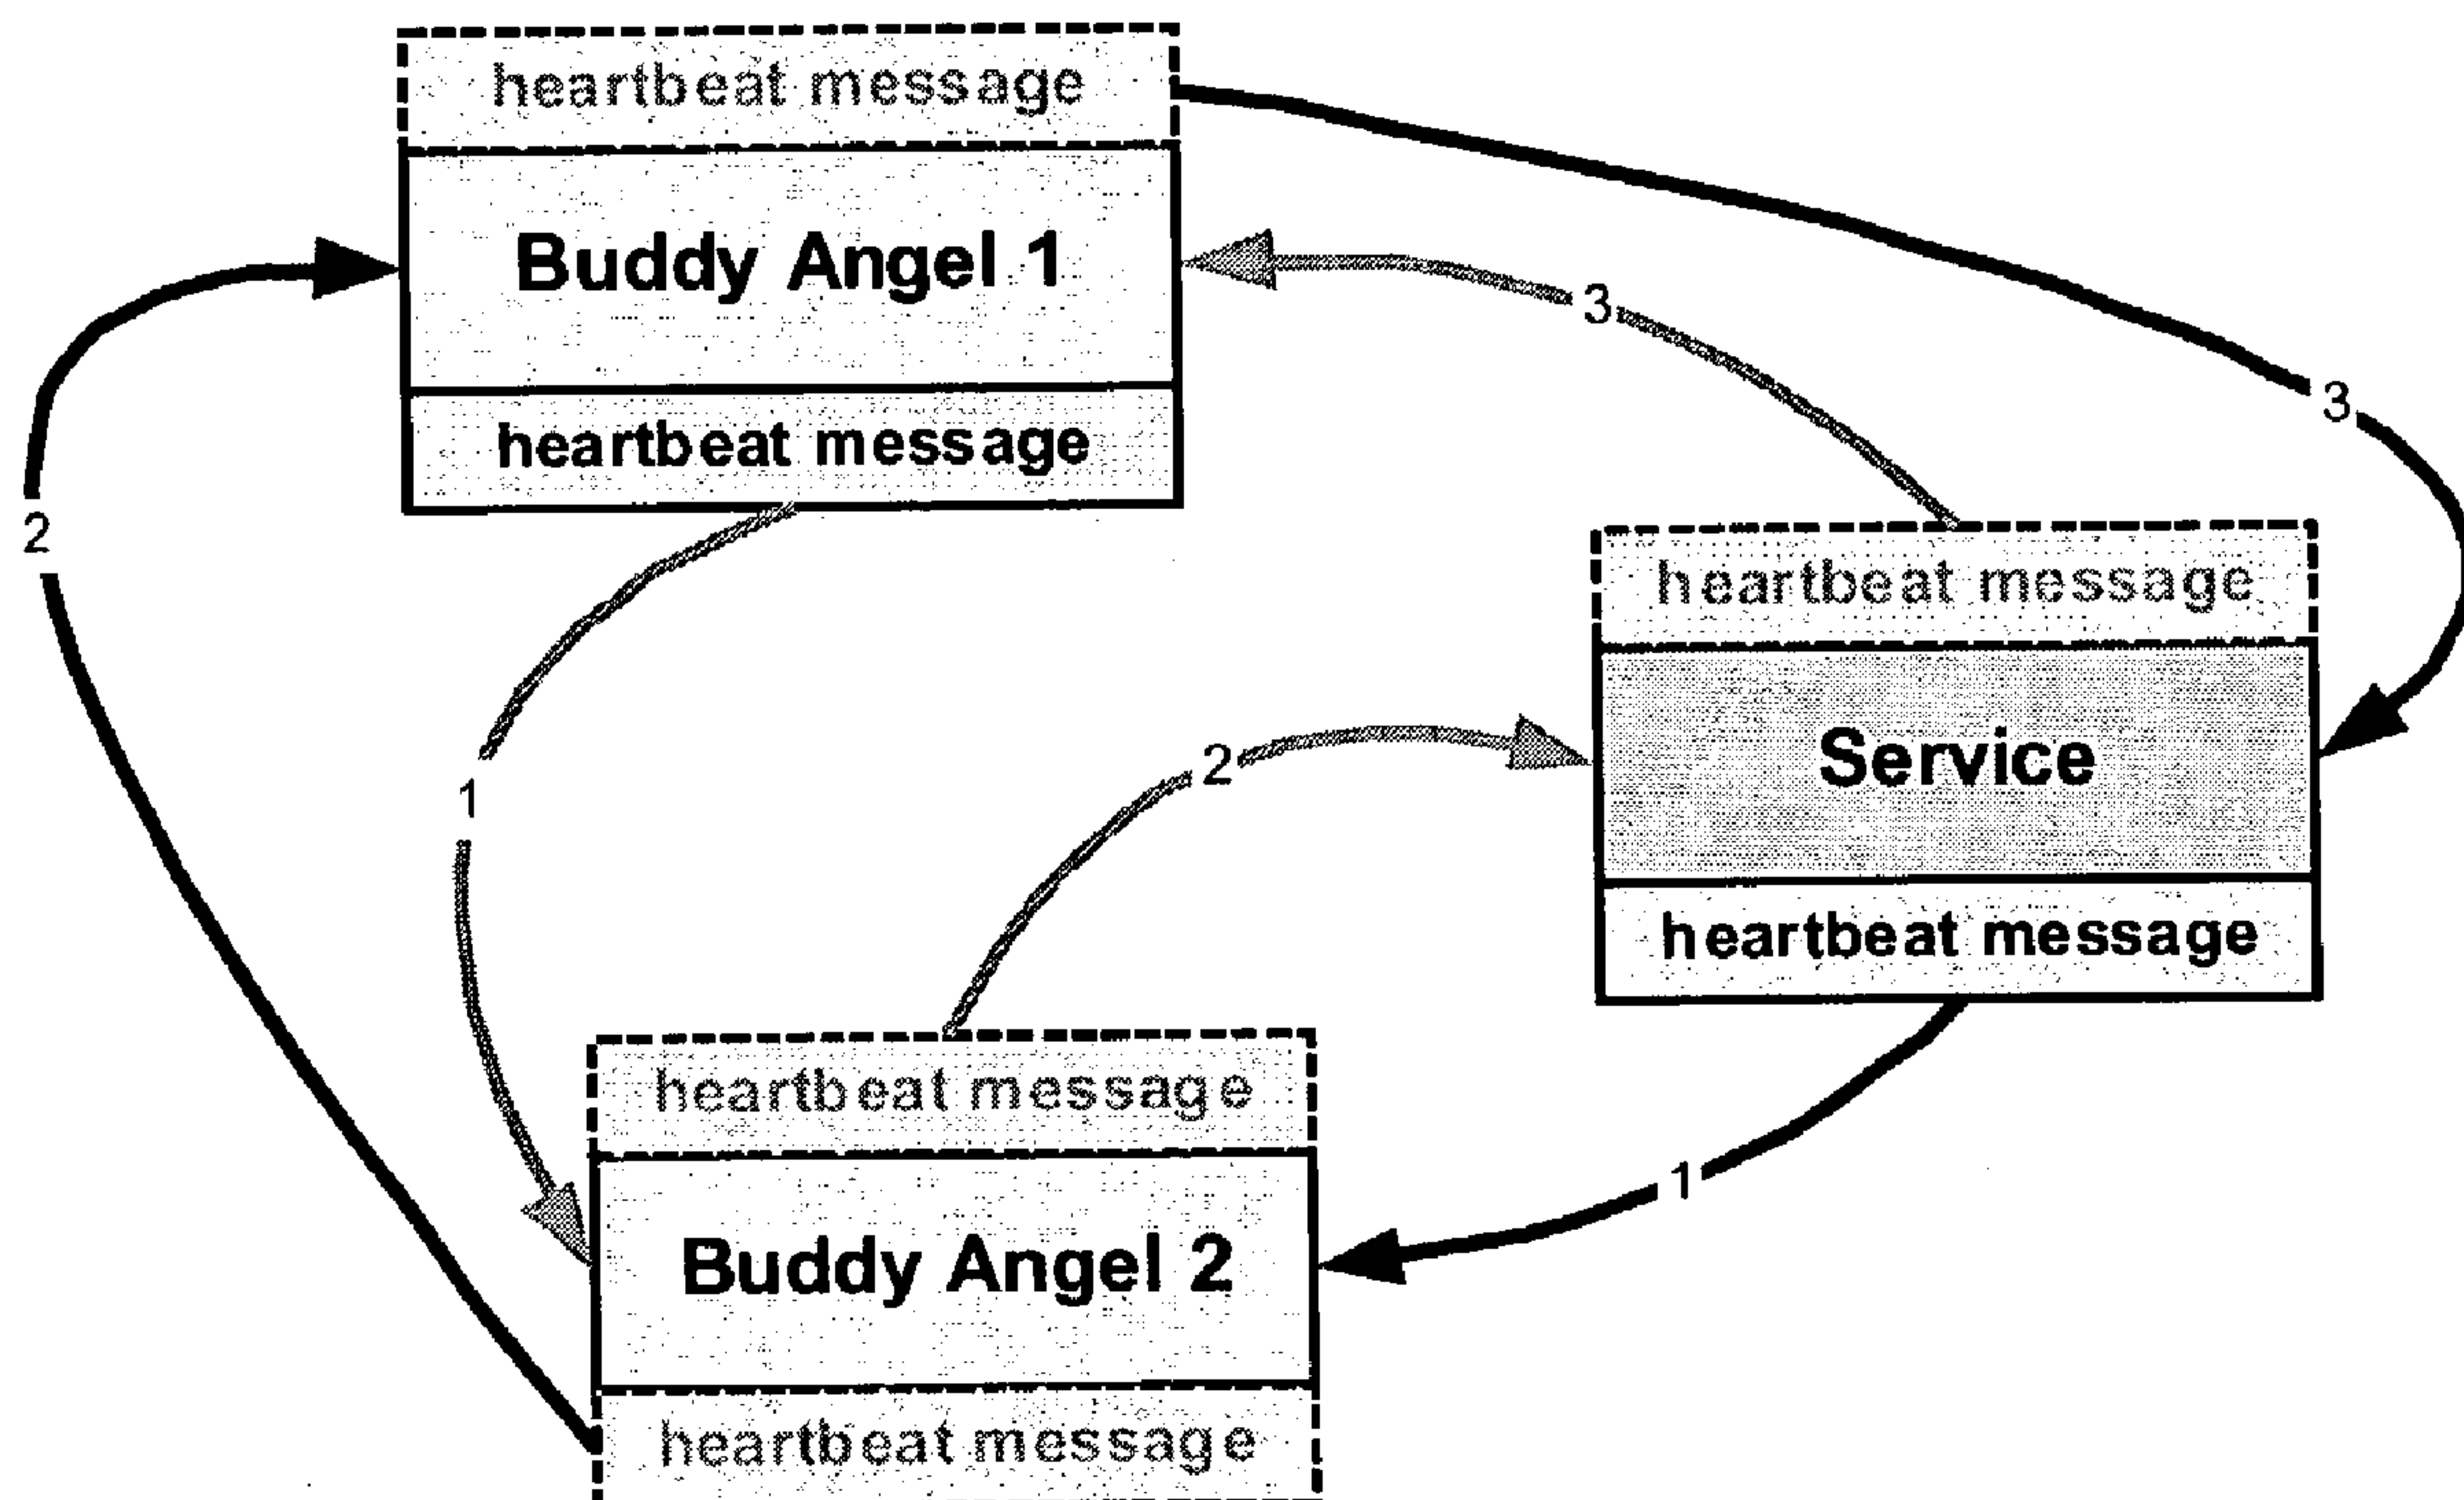 heartbeat message
Buddy Angel 1
heartbeat message
3
3
2
heartbeat message
Service
heartbeat message
2
1
heartbeat message
Buddy Angel 2
heartbeat message
1